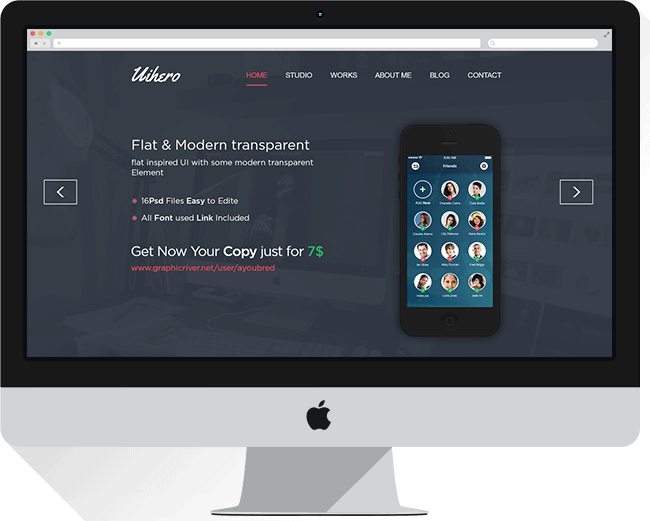 Uihero
HOME STUDIO WORKS ABOUT ME BLOG CONTACT
Flat & Modern transparent
flat inspired UI with some modern transparent
Element
16Psd Files Easy to Edite
All Font used Link Included
Get Now Your Copy just for 7$
www.graphicriver.net/user/ayoubred
Friends
Add New